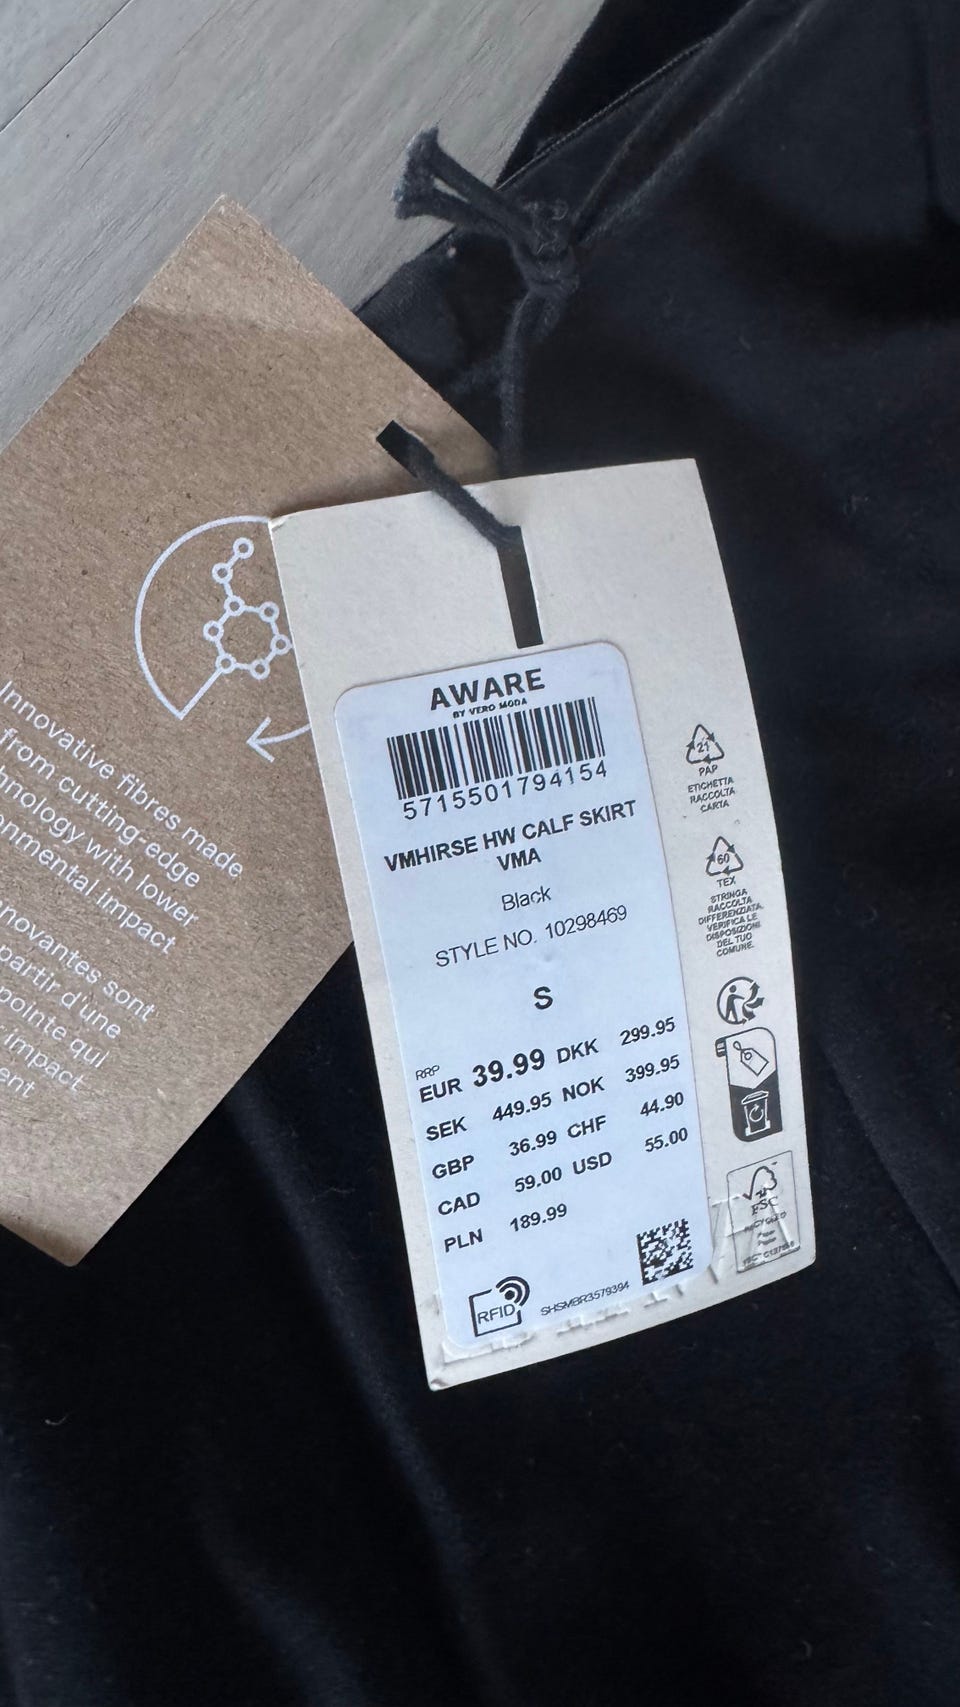 Innovative fibres made
from cutting-edge
hnology with lower
onmental impact
novantes sont
partir d'une
pointe qui
impact
ent
AWARE
BY VERO MODA
5715501794154
VMHIRSE HW CALF SKIRT
VMA
Black
STYLE NO. 10298469
S
RRP
EUR 39.99 DKK 299.95
SEK 449.95 NOK 399.95
GBP 36.99 CHF 44.90
CAD 59.00 USD 55.00
PLN 189.99
RFID
SHSMBR3579394
21
PAP
ETICHETTA
RACCOLTA
CARTA
60
TEX
STRINGA
RACCOLTA
DIFFERENZIATA.
VERIFICA LE
DISPOSIZIONI
DEL TUO
COMUNE.
FSC
RECYCLED